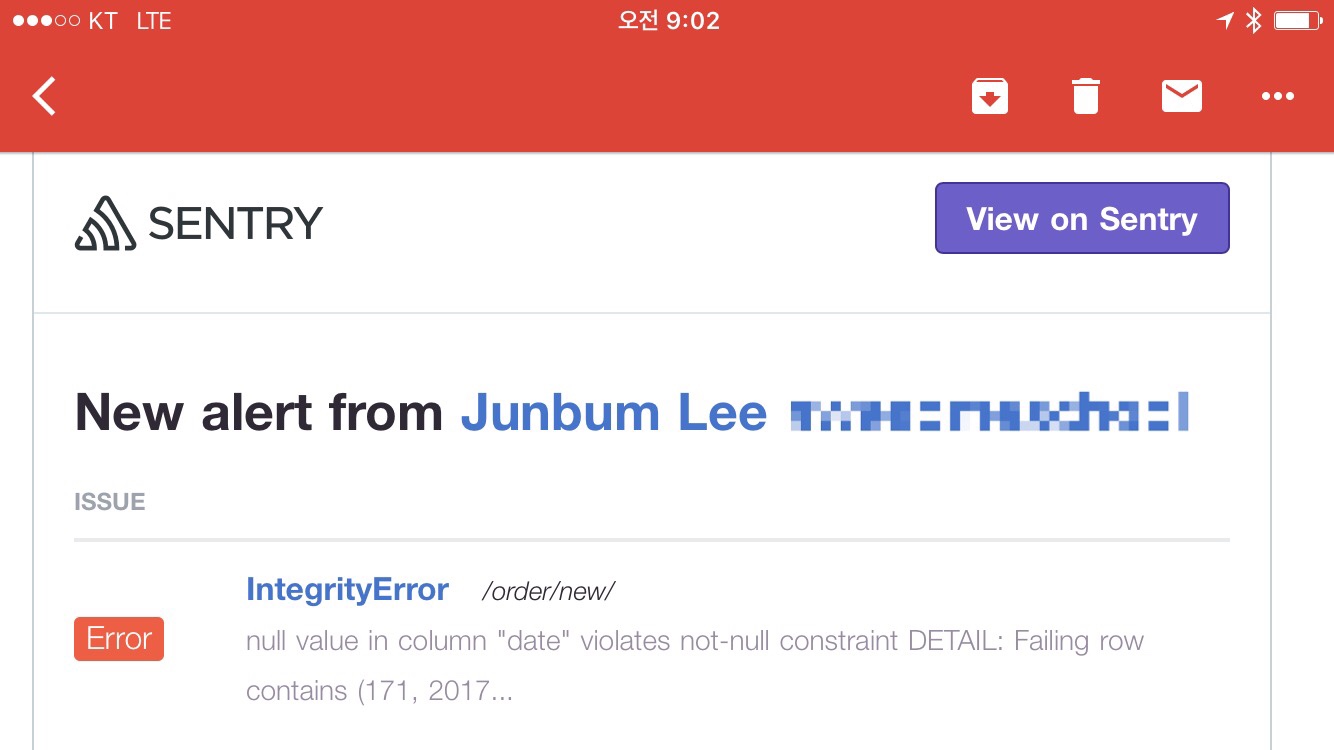 KT LTE 오전 9:02
SENTRY
View on Sentry
New alert from Junbum Lee
ISSUE
IntegrityError /order/new/
Error
null value in column "date" violates not-null constraint DETAIL: Failing row
contains (171, 2017...